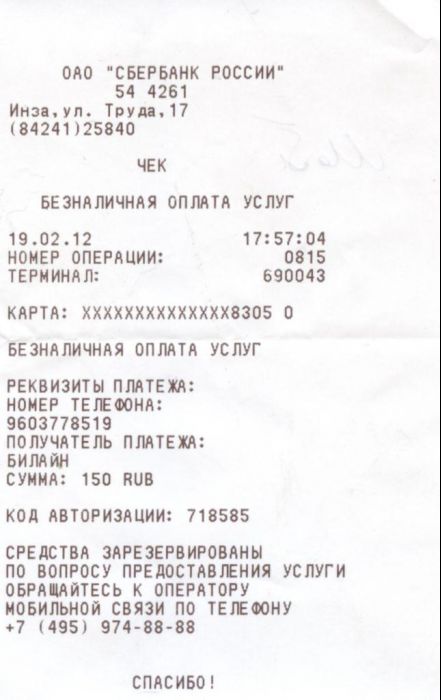 ОАО "СБЕРБАНК РОССИИ"
54 4261
Инза,ул. Труда,17
(84241)25840
ЧЕК
БЕЗНАЛИЧНАЯ ОПЛАТА УСЛУГ
19.02.12 17:57:04
НОМЕР ОПЕРАЦИИ: 0815
ТЕРМИНАЛ: 690043
КАРТА: XXXXXXXXXXXXXX8305 0
БЕЗНАЛИЧНАЯ ОПЛАТА УСЛУГ
РЕКВИЗИТЫ ПЛАТЕЖА:
НОМЕР ТЕЛЕФОНА:
9603778519
ПОЛУЧАТЕЛЬ ПЛАТЕЖА:
БИЛАЙН
СУММА: 150 RUB
КОД АВТОРИЗАЦИИ: 718585
СРЕДСТВА ЗАРЕЗЕРВИРОВАНЫ
ПО ВОПРОСУ ПРЕДОСТАВЛЕНИЯ УСЛУГИ
ОБРАЩАЙТЕСЬ К ОПЕРАТОРУ
МОБИЛЬНОЙ СВЯЗИ ПО ТЕЛЕФОНУ
+7 (495) 974-88-88
СПАСИБО!